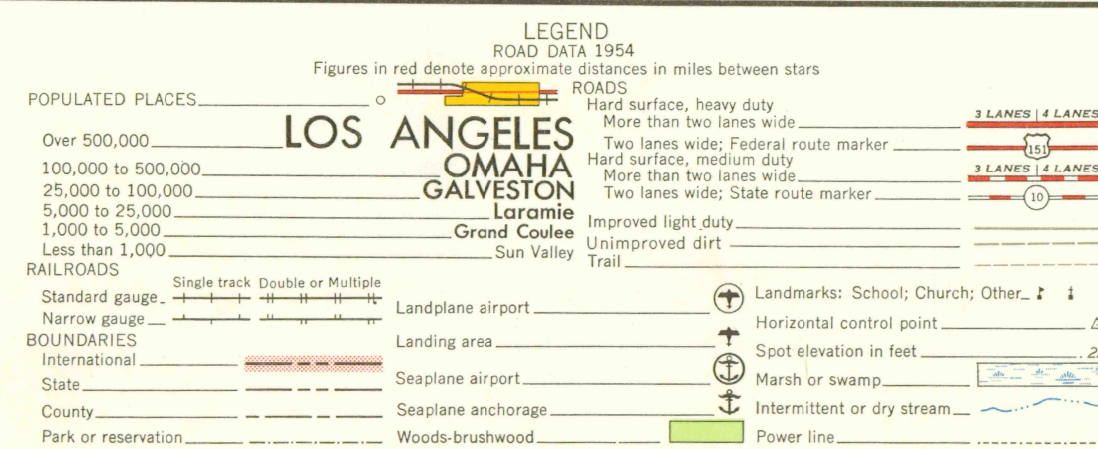 LEGEND
ROAD DATA 1954
Figures in red denote approximate distances in miles between stars
POPULATED PLACES
Over 500,000 LOS ANGELES
100,000 to 500,000 OMAHA
25,000 to 100,000 GALVESTON
5,000 to 25,000 Laramie
1,000 to 5,000 Grand Coulee
Less than 1,000 Sun Valley
ROADS
Hard surface, heavy duty
More than two lanes wide 3 LANES | 4 LANES
Two lanes wide; Federal route marker 151
Hard surface, medium duty
More than two lanes wide 3 LANES | 4 LANES
Two lanes wide; State route marker 10
Improved light duty
Unimproved dirt
Trail
RAILROADS
Single track Double or Multiple
Standard gauge
Narrow gauge
BOUNDARIES
International
State
County
Park or reservation
Landplane airport
Landing area
Seaplane airport
Seaplane anchorage
Woods-brushwood
Landmarks: School; Church; Other
Horizontal control point
Spot elevation in feet
Marsh or swamp
Intermittent or dry stream
Power line